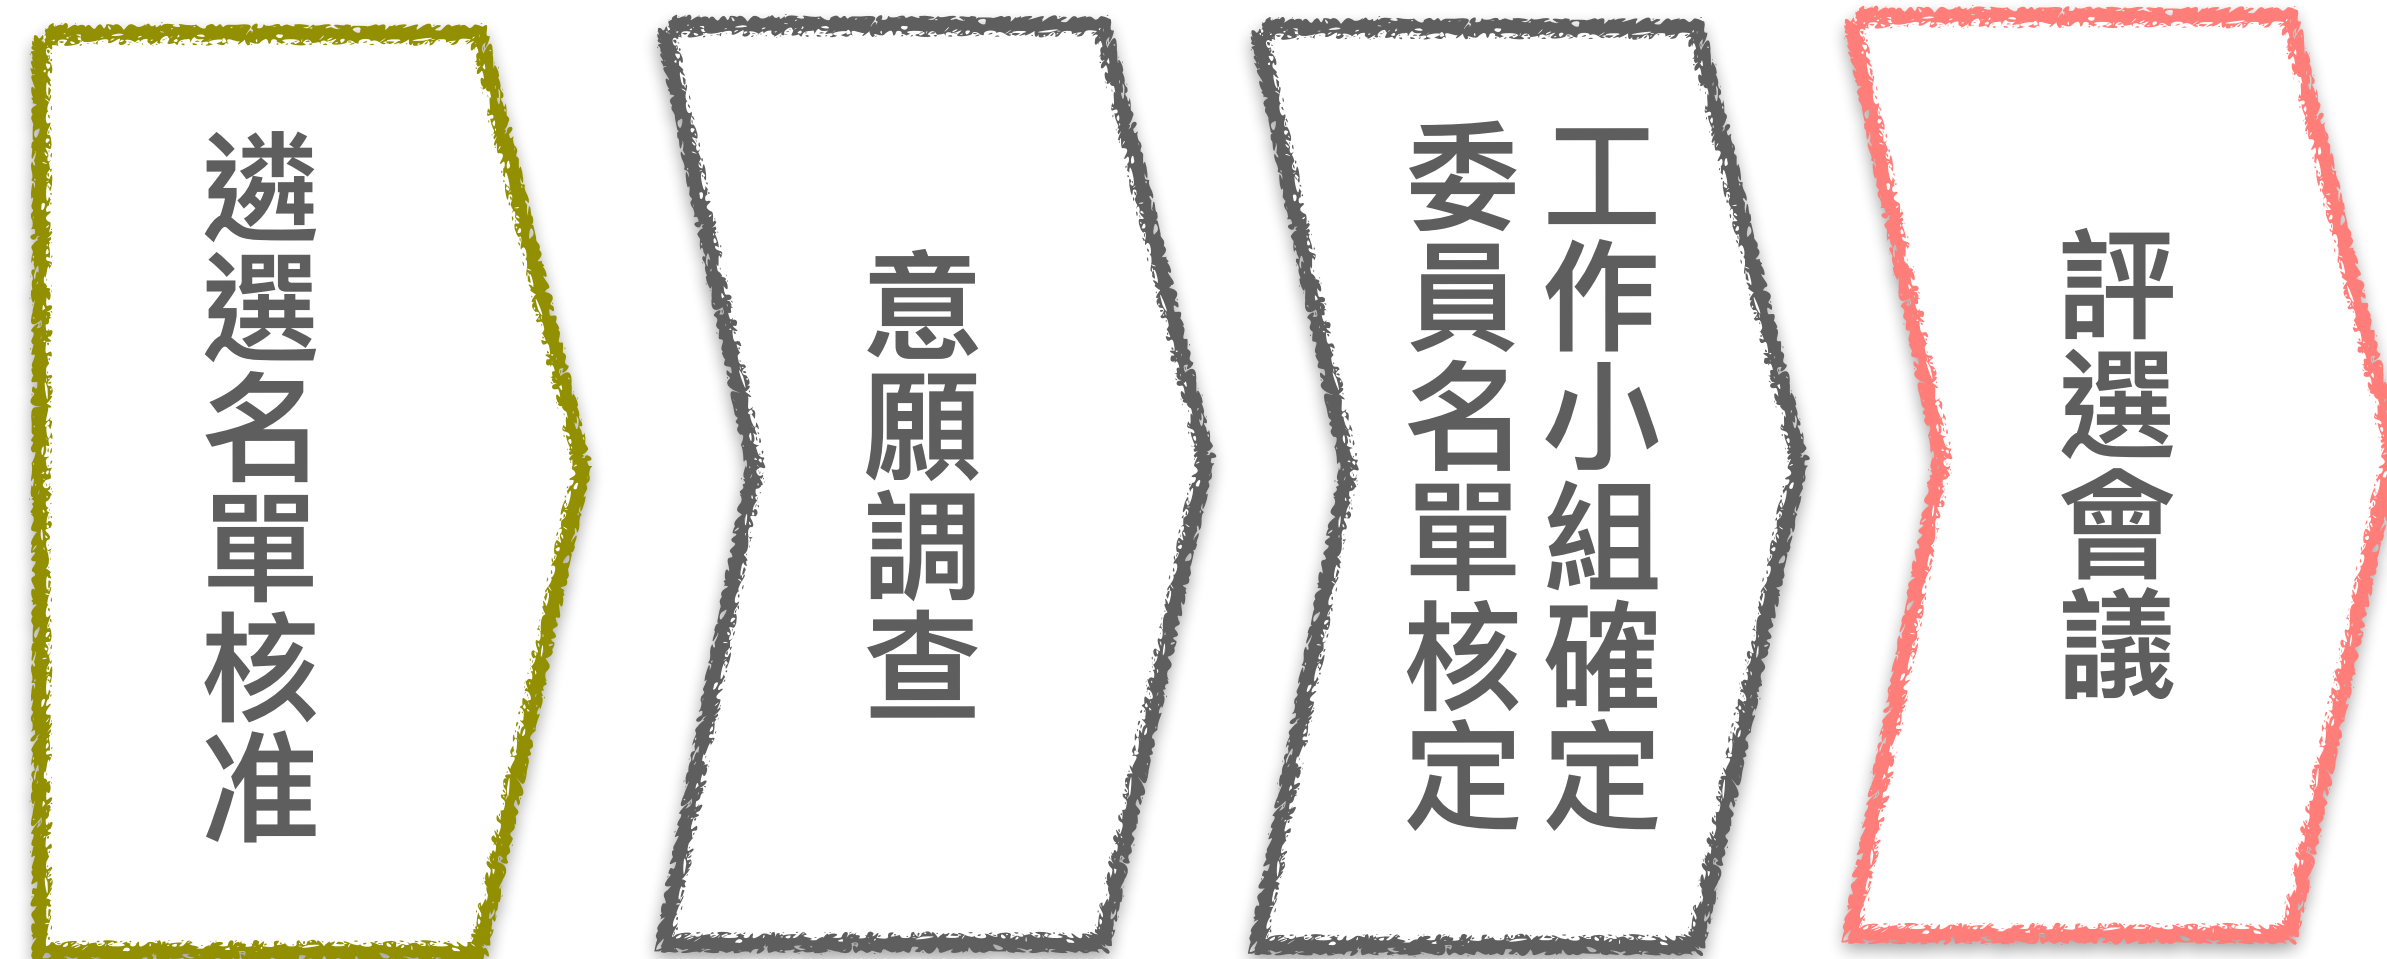 遴選名單核准
意願調查
工作小組確定
委員名單核定
評選會議